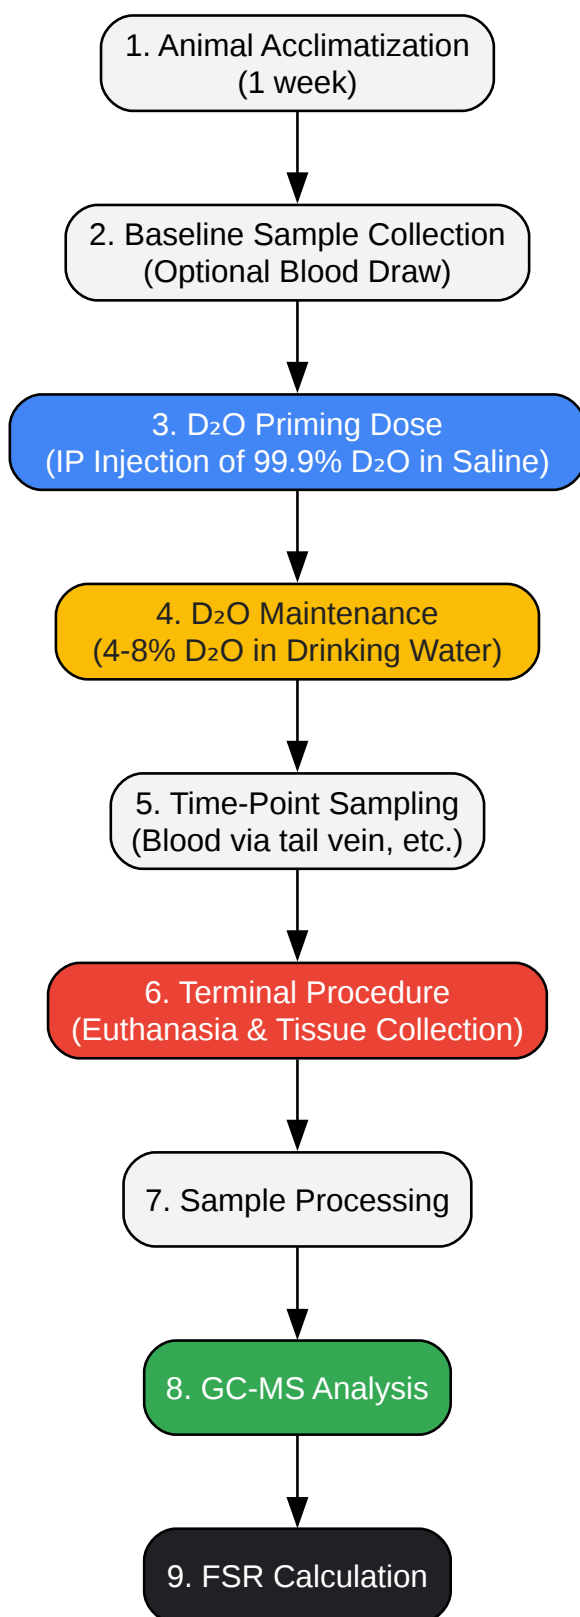 1. Animal Acclimatization
(1 week)
2. Baseline Sample Collection
(Optional Blood Draw)
3. D₂O Priming Dose
(IP Injection of 99.9% D₂O in Saline)
4. D₂O Maintenance
(4-8% D₂O in Drinking Water)
5. Time-Point Sampling
(Blood via tail vein, etc.)
6. Terminal Procedure
(Euthanasia & Tissue Collection)
7. Sample Processing
8. GC-MS Analysis
9. FSR Calculation